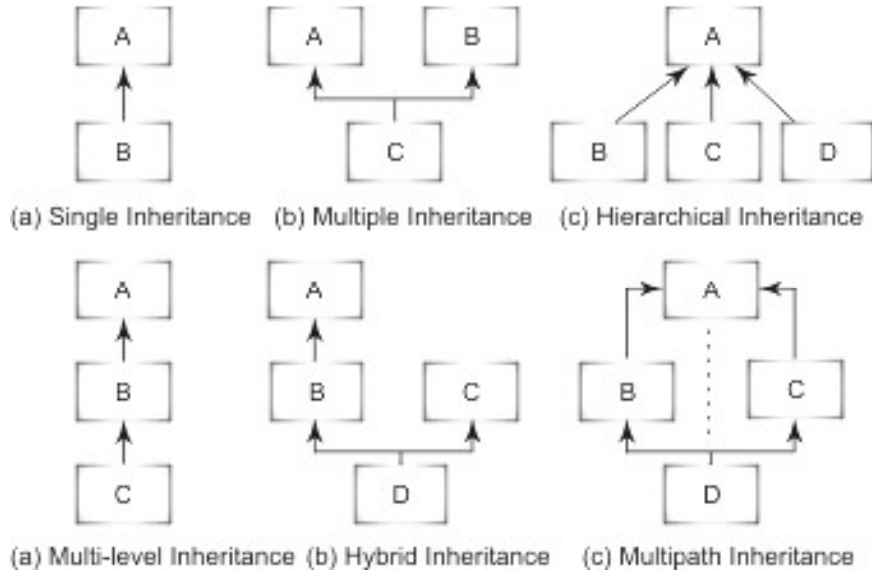 A A B A
B C B C D
(a) Single Inheritance (b) Multiple Inheritance (c) Hierarchical Inheritance
A A A
B B C B C
C D D
(a) Multi-level Inheritance (b) Hybrid Inheritance (c) Multipath Inheritance